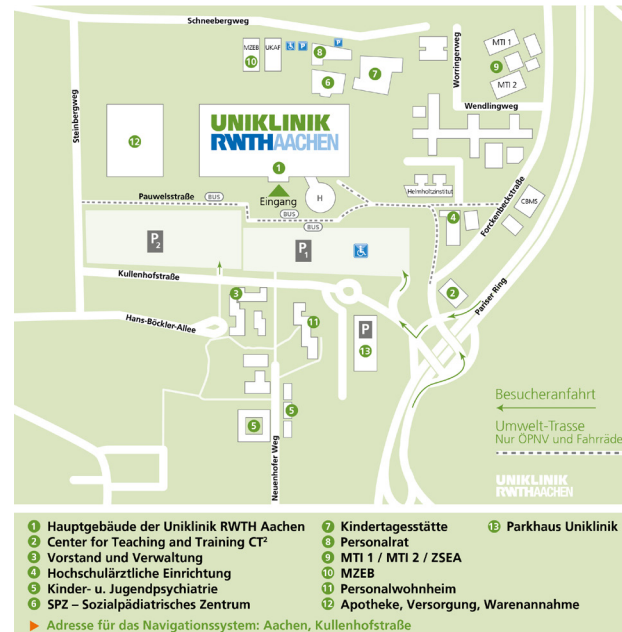 Schneebergweg
MZEB
UKAF
P
P
8
10
7
6
Worringerweg
MTI 1
9
MTI 2
Wendlingweg
Steinbergweg
12
UNIKLINIK
RWTHAACHEN
1
Eingang
H
Helmholtzinstitut
Forckenbeckstraße
CBMS
4
Pauwelsstraße
BUS
BUS
BUS
P2
P1
Kullenhofstraße
2
Pariser Ring
3
Hans-Böckler-Allee
11
P
13
5
5
Neuenhofer Weg
Besucheranfahrt
Umwelt-Trasse
Nur ÖPNV und Fahrräde
UNIKLINIK
RWTHAACHEN
1 Hauptgebäude der Uniklinik RWTH Aachen
2 Center for Teaching and Training CT²
3 Vorstand und Verwaltung
4 Hochschulärztliche Einrichtung
5 Kinder- u. Jugendpsychiatrie
6 SPZ – Sozialpädiatrisches Zentrum
7 Kindertagesstätte
8 Personalrat
9 MTI 1 / MTI 2 / ZSEA
10 MZEB
11 Personalwohnheim
12 Apotheke, Versorgung, Warenannahme
13 Parkhaus Uniklinik
Adresse für das Navigationssystem: Aachen, Kullenhofstraße